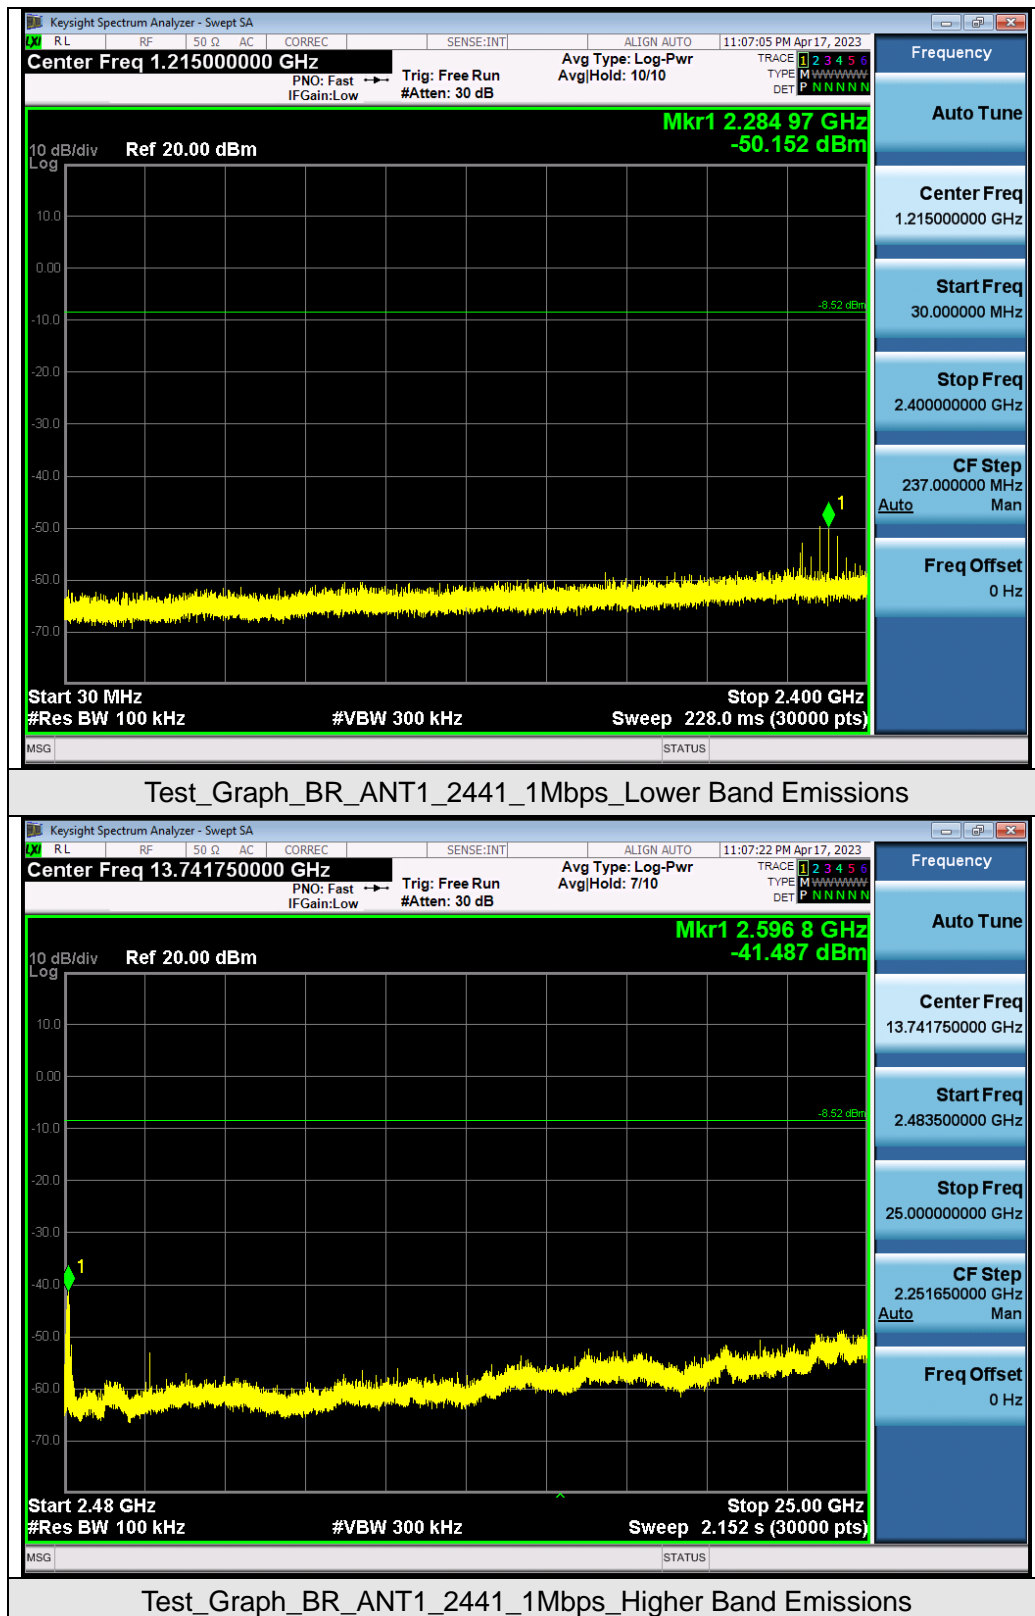 Keysight Spectrum Analyzer - Swept SA
LXI RL RF 50 Ω AC CORREC SENSE:INT ALIGN AUTO 11:07:05 PM Apr 17, 2023
Center Freq 1.215000000 GHz
PNO: Fast
IFGain:Low
Trig: Free Run
#Atten: 30 dB
Avg Type: Log-Pwr
Avg|Hold: 10/10
TRACE 1 2 3 4 5 6
TYPE M WWWWW
DET P N N N N N
Frequency
Mkr1 2.284 97 GHz
-50.152 dBm
10 dB/div Ref 20.00 dBm
Log
10.0
0.00
-10.0
-20.0
-30.0
-40.0
-50.0
-60.0
-70.0
-8.52 dBm
1
Start 30 MHz Stop 2.400 GHz
#Res BW 100 kHz #VBW 300 kHz Sweep 228.0 ms (30000 pts)
MSG STATUS
Auto Tune
Center Freq
1.215000000 GHz
Start Freq
30.000000 MHz
Stop Freq
2.400000000 GHz
CF Step
237.000000 MHz
Auto Man
Freq Offset
0 Hz
Test_Graph_BR_ANT1_2441_1Mbps_Lower Band Emissions
Keysight Spectrum Analyzer - Swept SA
LXI RL RF 50 Ω AC CORREC SENSE:INT ALIGN AUTO 11:07:22 PM Apr 17, 2023
Center Freq 13.741750000 GHz
PNO: Fast
IFGain:Low
Trig: Free Run
#Atten: 30 dB
Avg Type: Log-Pwr
Avg|Hold: 7/10
TRACE 1 2 3 4 5 6
TYPE M WWWWW
DET P N N N N N
Frequency
Mkr1 2.596 8 GHz
-41.487 dBm
10 dB/div Ref 20.00 dBm
Log
10.0
0.00
-10.0
-20.0
-30.0
-40.0
-50.0
-60.0
-70.0
-8.52 dBm
1
Start 2.48 GHz Stop 25.00 GHz
#Res BW 100 kHz #VBW 300 kHz Sweep 2.152 s (30000 pts)
MSG STATUS
Auto Tune
Center Freq
13.741750000 GHz
Start Freq
2.483500000 GHz
Stop Freq
25.000000000 GHz
CF Step
2.251650000 GHz
Auto Man
Freq Offset
0 Hz
Test_Graph_BR_ANT1_2441_1Mbps_Higher Band Emissions